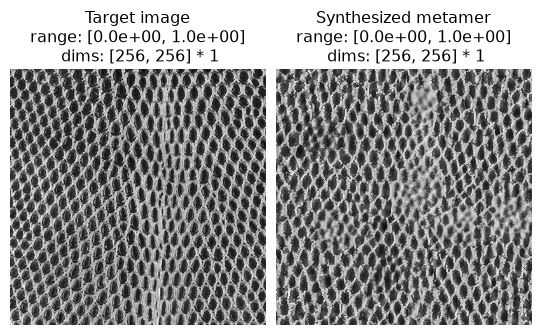 Target image
range: [0.0e+00, 1.0e+00]
dims: [256, 256] * 1
Synthesized metamer
range: [0.0e+00, 1.0e+00]
dims: [256, 256] * 1